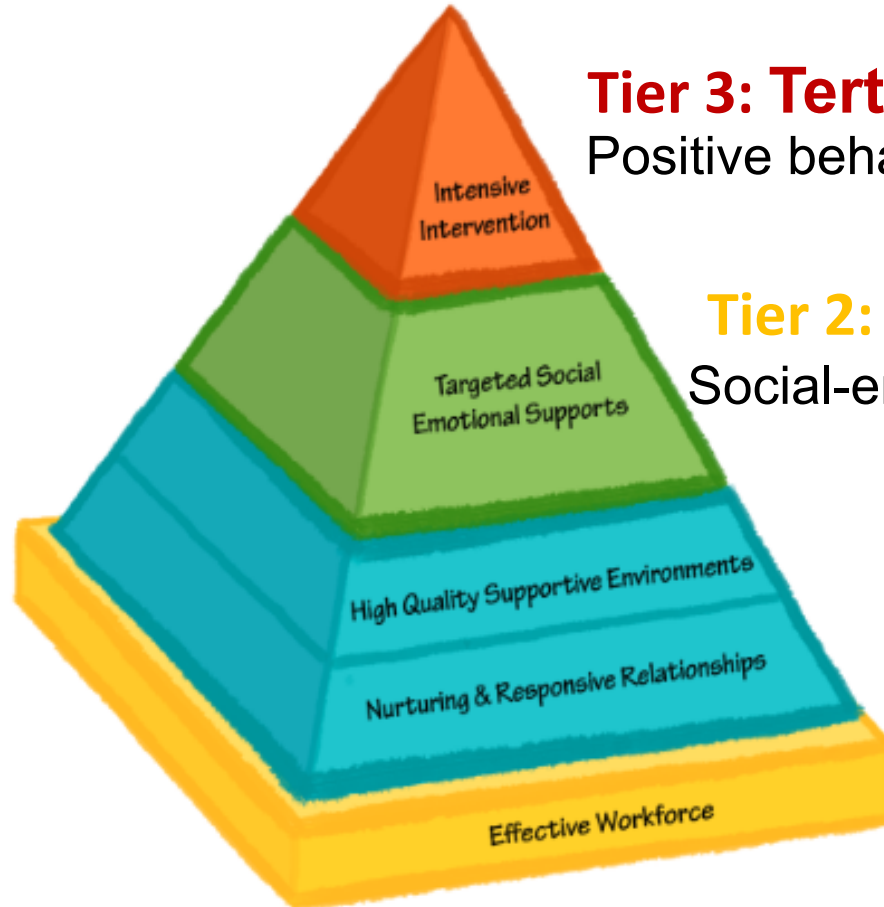 Tier 3: Tert
Positive beha
Intensive
Intervention
Tier 2:
Social-e
Targeted Social
Emotional Supports
High Quality Supportive Environments
Nurturing & Responsive Relationships
Effective Workforce